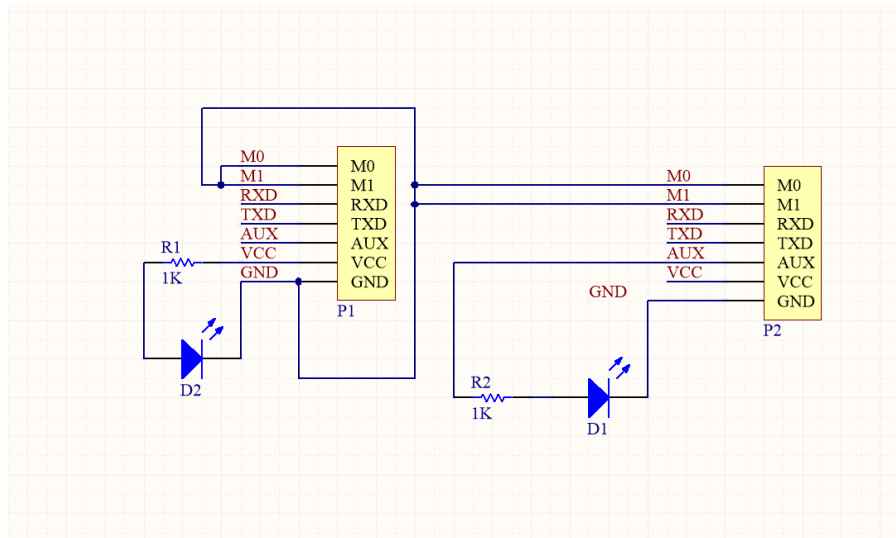 M0
M1
RXD
TXD
AUX
VCC
GND
M0
M1
RXD
TXD
AUX
VCC
GND
P1
R1
1K
D2
M0
M1
RXD
TXD
AUX
VCC
GND
M0
M1
RXD
TXD
AUX
VCC
GND
P2
R2
1K
D1